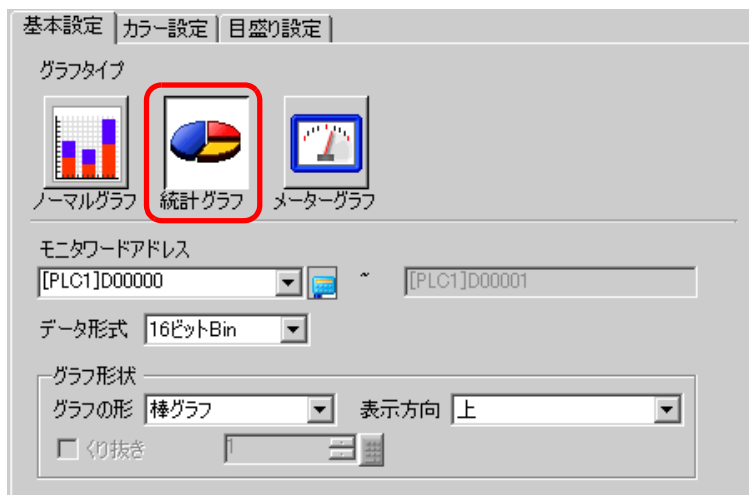 基本設定 カラー設定 目盛り設定
グラフタイプ
ノーマルグラフ 統計グラフ メーターグラフ
モニタワードアドレス
[PLC1]D00000 ~ [PLC1]D00001
データ形式 16ビットBin
グラフ形状
グラフの形 棒グラフ 表示方向 上
くり抜き 1